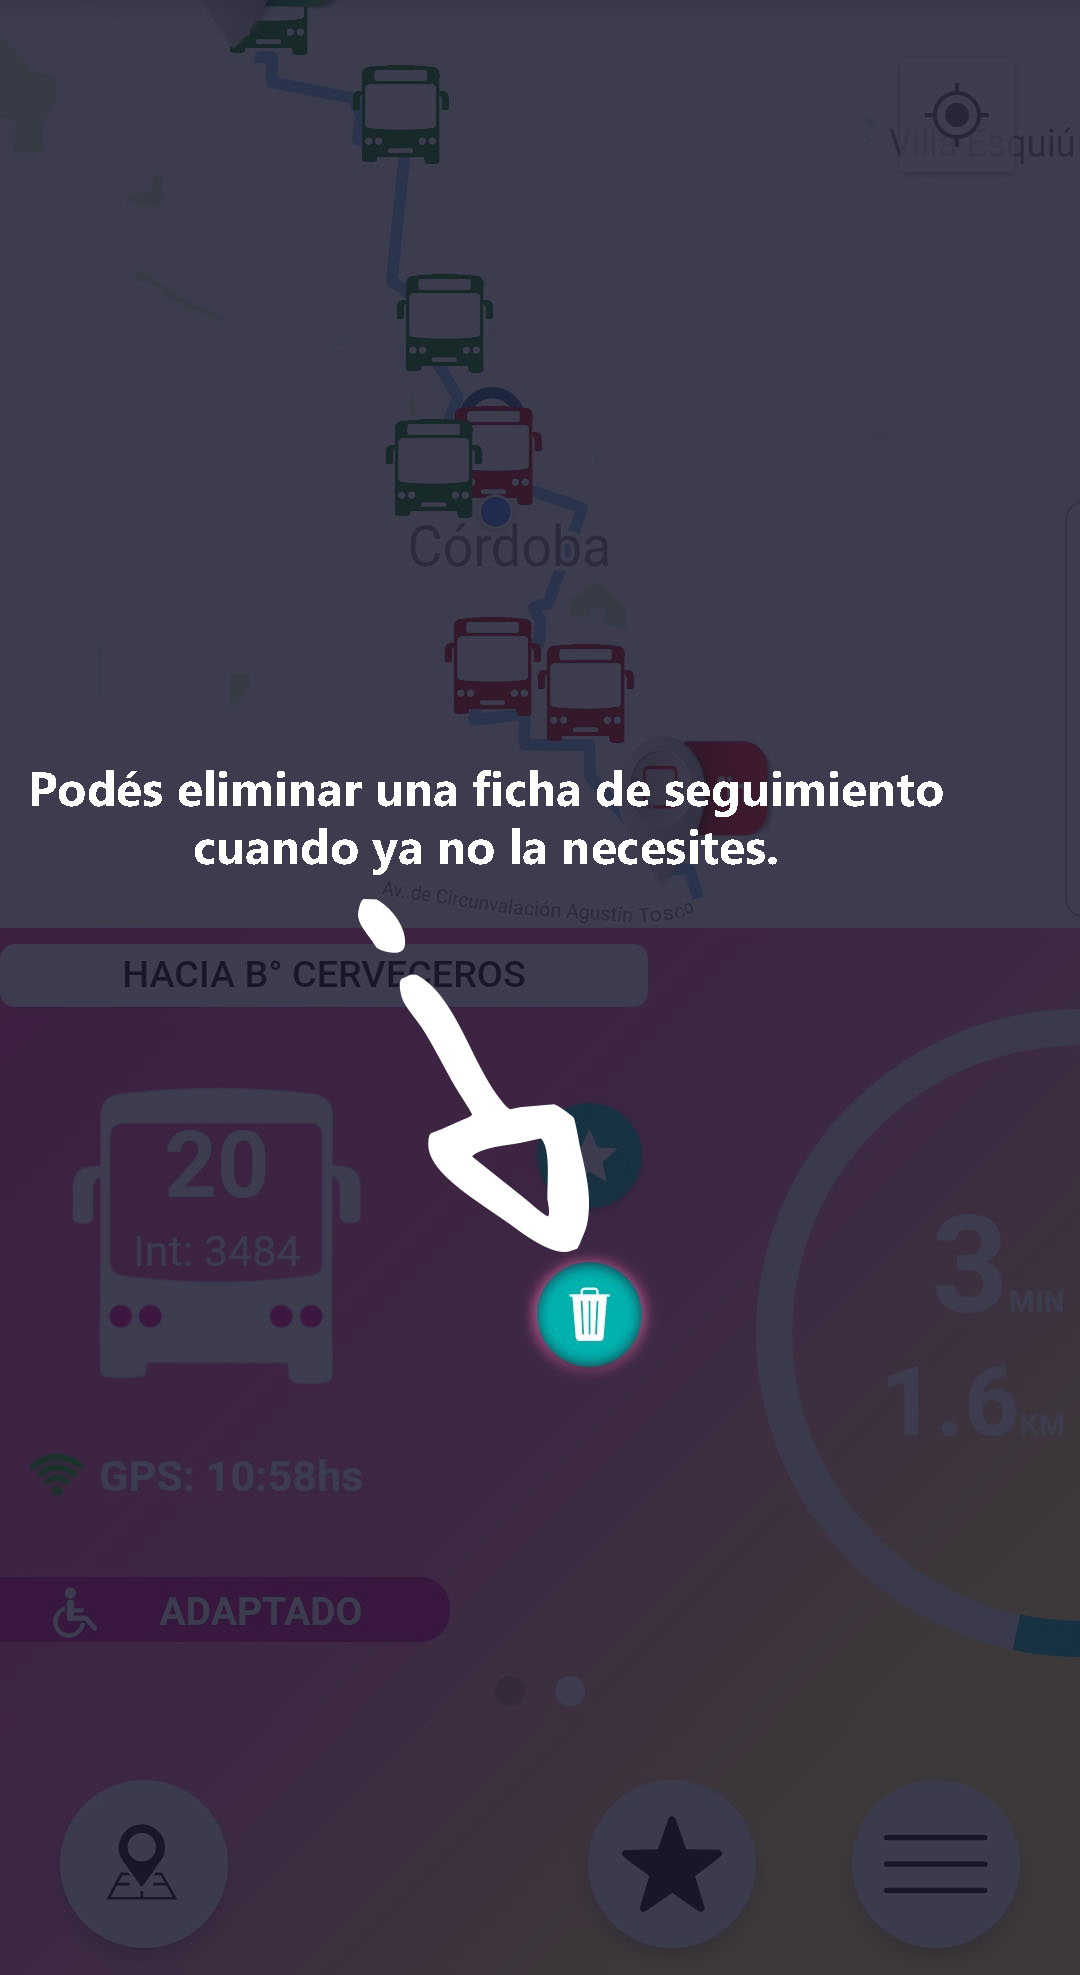 Villa Esquiú
Córdoba
Podés eliminar una ficha de seguimiento
cuando ya no la necesites.
Av. de Circunvalación Agustín Tosco
HACIA B° CERVECEROS
20
Int: 3484
3 MIN
1.6 KM
GPS: 10:58hs
ADAPTADO